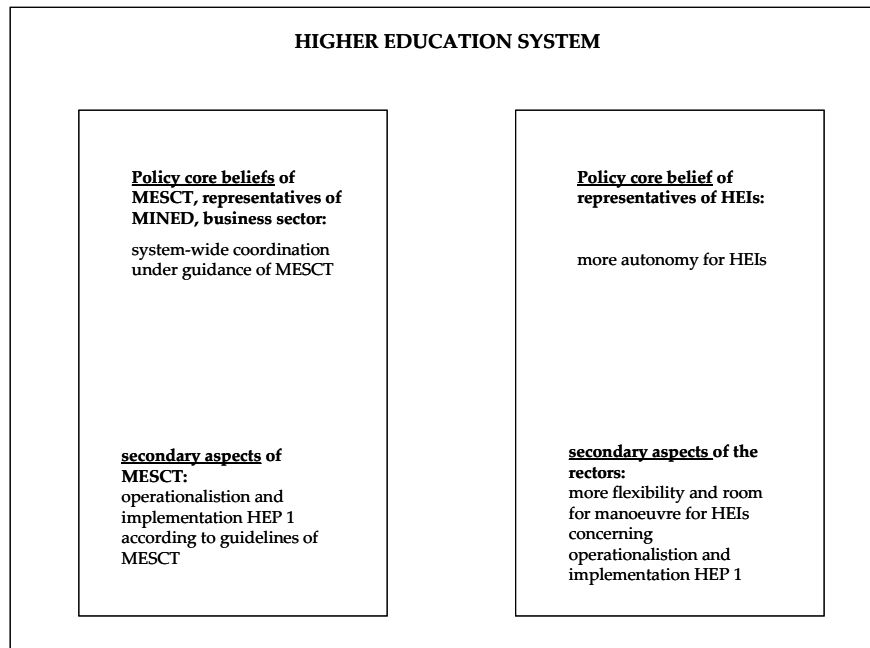 HIGHER EDUCATION SYSTEM
Policy core beliefs of
MESCT, representatives of
MINED, business sector:
system-wide coordination
under guidance of MESCT
secondary aspects of
MESCT:
operationalistion and
implementation HEP 1
according to guidelines of
MESCT
Policy core belief of
representatives of HEIs:
more autonomy for HEIs
secondary aspects of the
rectors:
more flexibility and room
for manoeuvre for HEIs
concerning
operationalistion and
implementation HEP 1